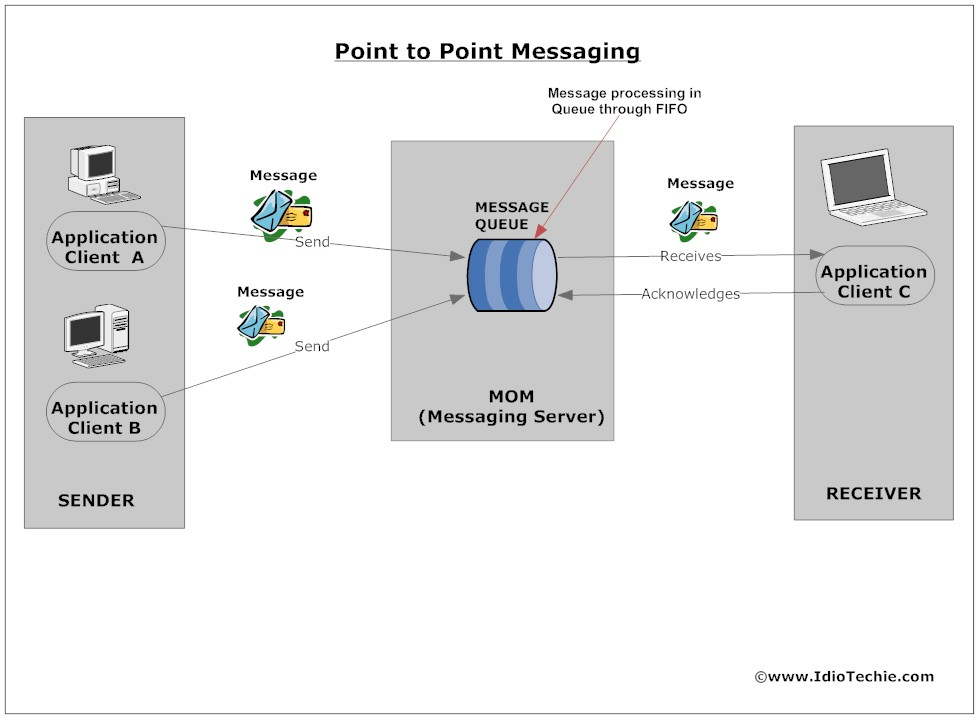 Point to Point Messaging
Message processing in
Queue through FIFO
Message
Send
Application
Client  A
Message
Send
Application
Client B
SENDER
MESSAGE
QUEUE
MOM
(Messaging Server)
Message
Receives
Acknowledges
Application
Client C
RECEIVER
©www.IdioTechie.com